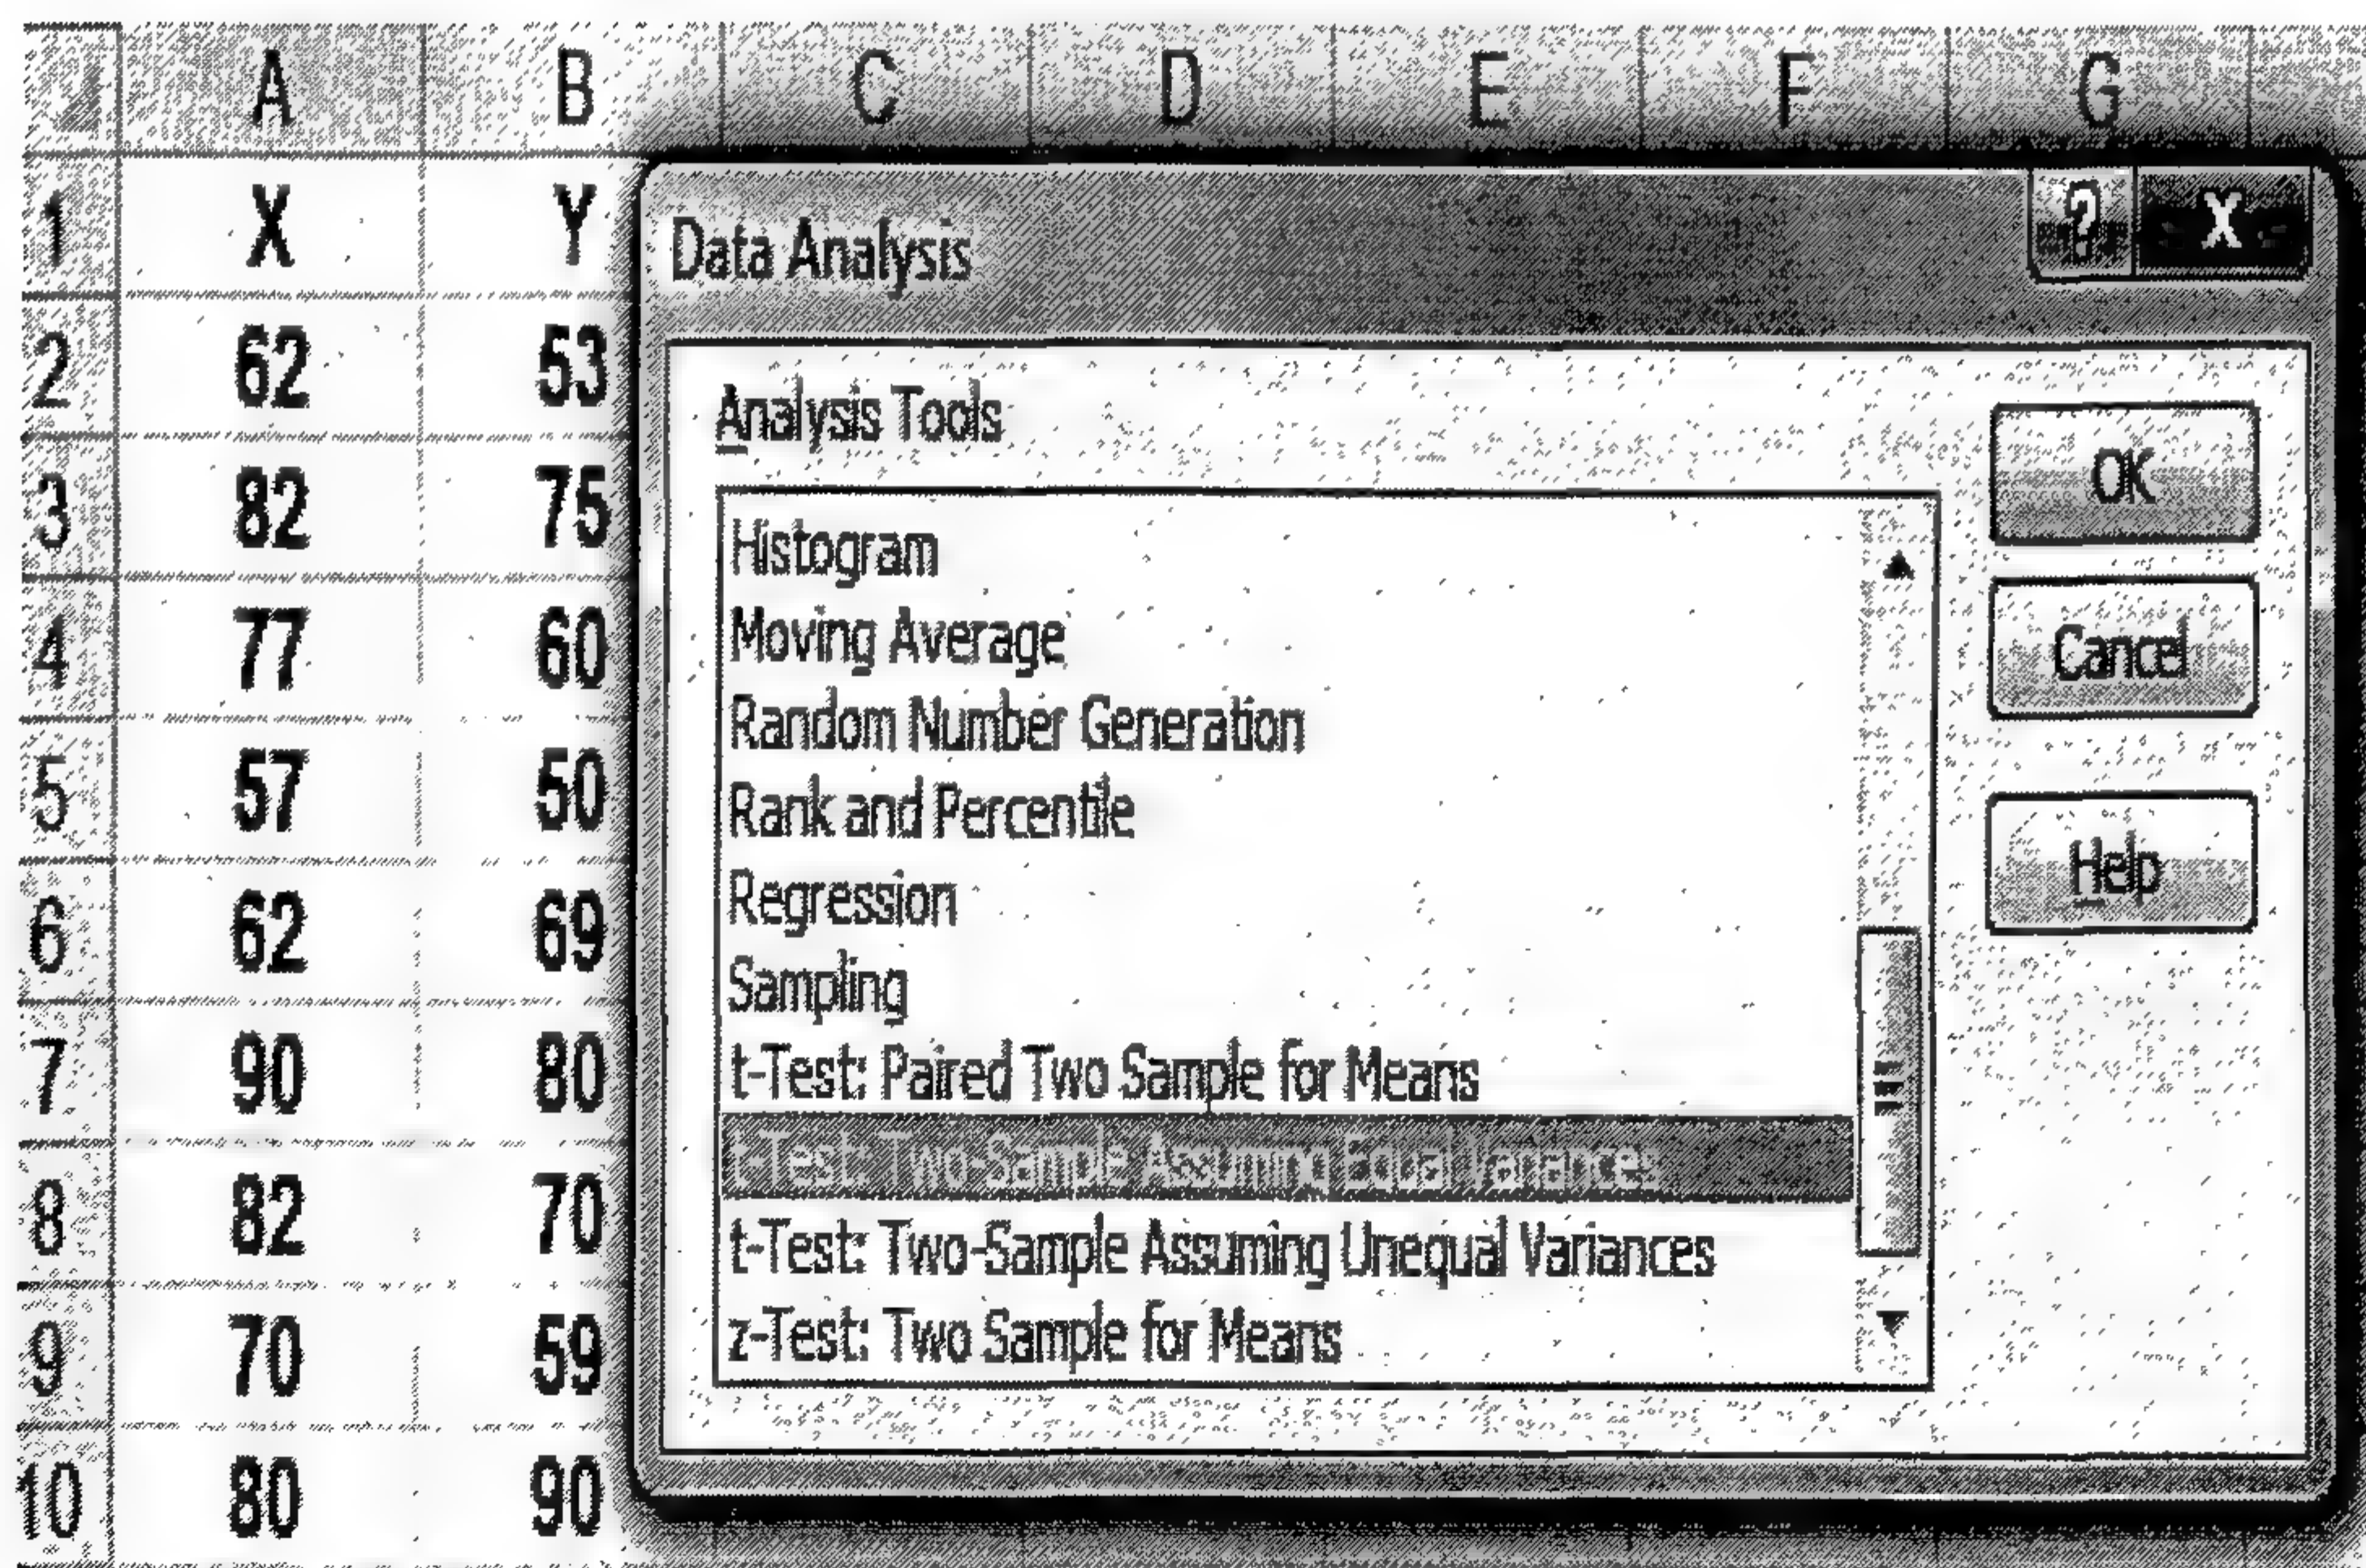 A B C D E F G
1 X Y
2 62 53
3 82 75
4 77 60
5 57 50
6 62 69
7 90 80
8 82 70
9 70 59
10 80 90
Data Analysis
? X
Analysis Tools
Histogram
Moving Average
Random Number Generation
Rank and Percentile
Regression
Sampling
t-Test: Paired Two Sample for Means
t-Test: Two-Sample Assuming Equal Variances
t-Test: Two-Sample Assuming Unequal Variances
z-Test: Two Sample for Means
OK
Cancel
Help